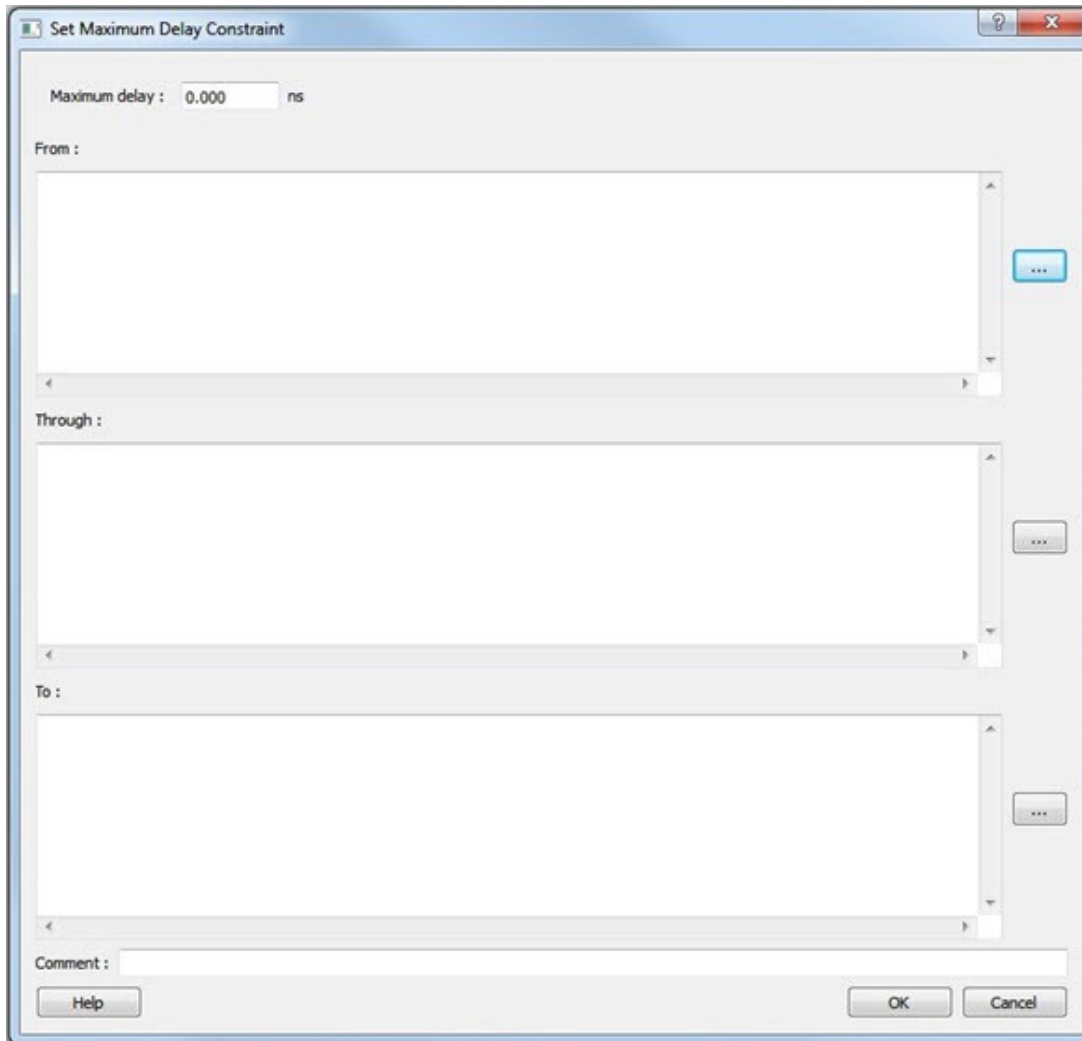 Set Maximum Delay Constraint ?
Maximum delay : 0.000 ns
From :
...
Through :
...
To :
...
Comment :
Help OK Cancel